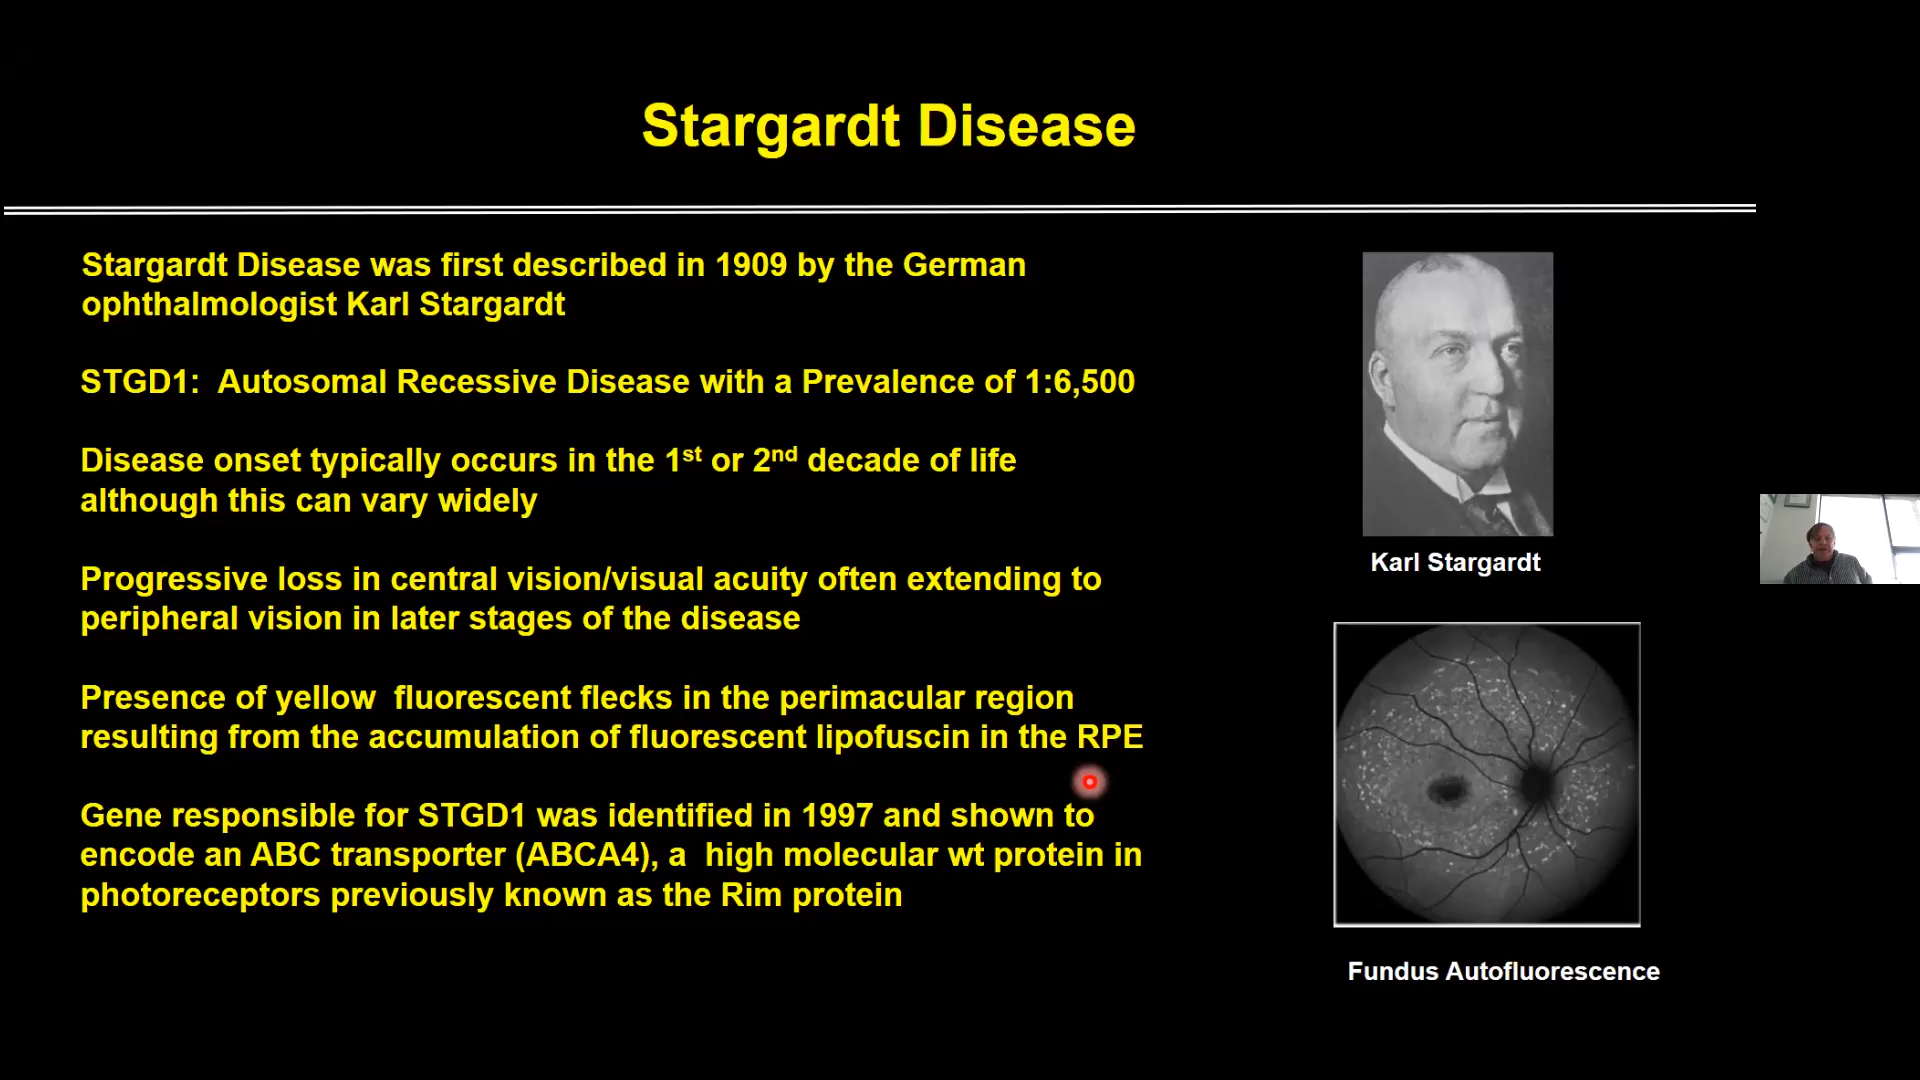 Stargardt Disease
Stargardt Disease was first described in 1909 by the German
ophthalmologist Karl Stargardt
STGD1:  Autosomal Recessive Disease with a Prevalence of 1:6,500
Disease onset typically occurs in the 1st or 2nd decade of life
although this can vary widely
Progressive loss in central vision/visual acuity often extending to
peripheral vision in later stages of the disease
Presence of yellow  fluorescent flecks in the perimacular region
resulting from the accumulation of fluorescent lipofuscin in the RPE
Gene responsible for STGD1 was identified in 1997 and shown to
encode an ABC transporter (ABCA4), a  high molecular wt protein in
photoreceptors previously known as the Rim protein
Karl Stargardt
Fundus Autofluorescence